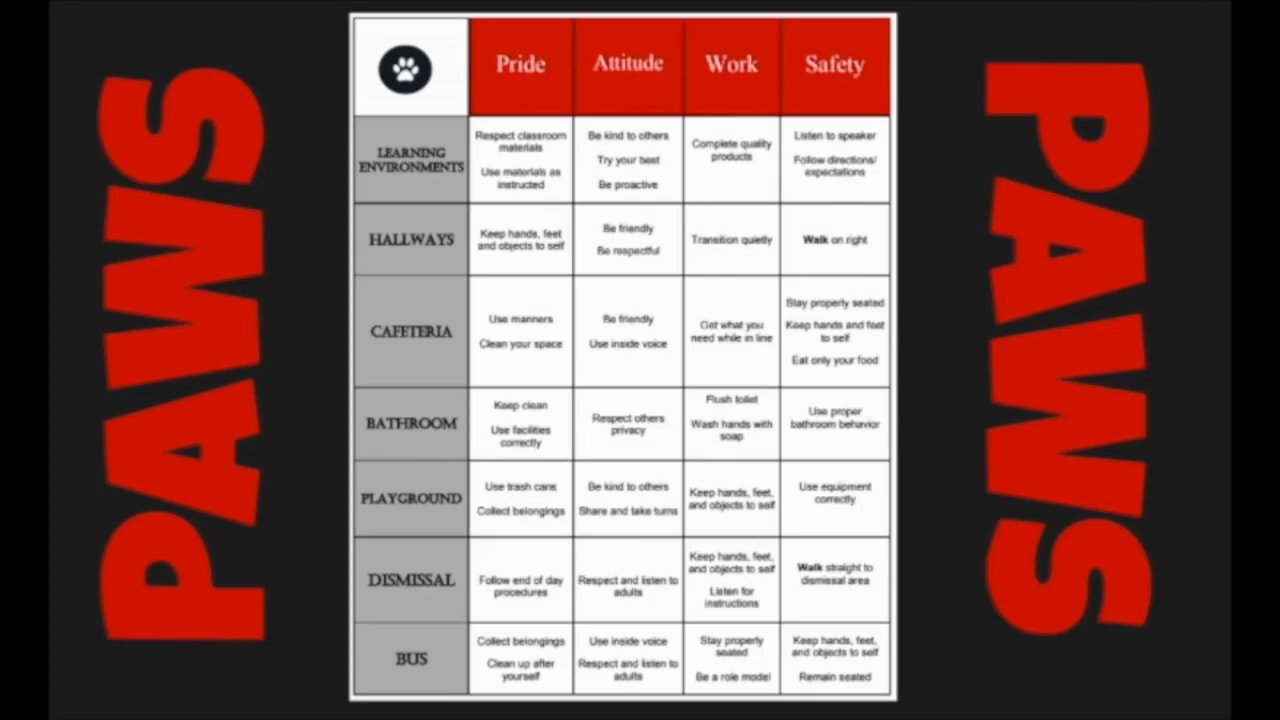 PAWS
Pride Attitude Work Safety
LEARNING
ENVIRONMENTS
Respect classroom
materials
Use materials as
instructed
Be kind to others
Try your best
Be proactive
Complete quality
products
Listen to speaker
Follow directions/
expectations
HALLWAYS
Keep hands, feet
and objects to self
Be friendly
Be respectful
Transition quietly
Walk on right
CAFETERIA
Use manners
Clean your space
Be friendly
Use inside voice
Get what you
need while in line
Stay properly seated
Keep hands and feet
to self
Eat only your food
BATHROOM
Keep clean
Use facilities
correctly
Respect others
privacy
Flush toilet
Wash hands with
soap
Use proper
bathroom behavior
PLAYGROUND
Use trash cans
Collect belongings
Be kind to others
Share and take turns
Keep hands, feet,
and objects to self
Use equipment
correctly
DISMISSAL
Follow end of day
procedures
Respect and listen to
adults
Keep hands, feet,
and objects to self
Listen for
instructions
Walk straight to
dismissal area
BUS
Collect belongings
Clean up after
yourself
Use inside voice
Respect and listen to
adults
Stay properly
seated
Be a role model
Keep hands, feet,
and objects to self
Remain seated
PAWS